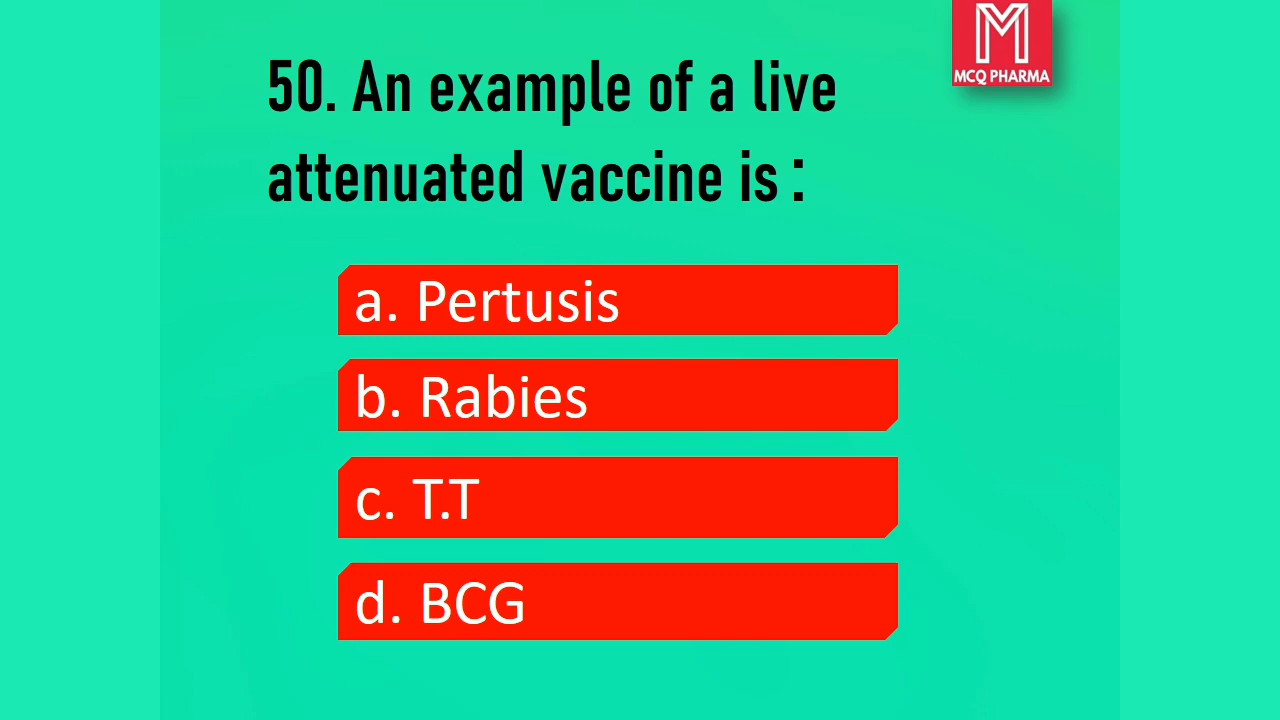 MCQ PHARMA
50. An example of a live
attenuated vaccine is :
a. Pertusis
b. Rabies
c. T.T
d. BCG